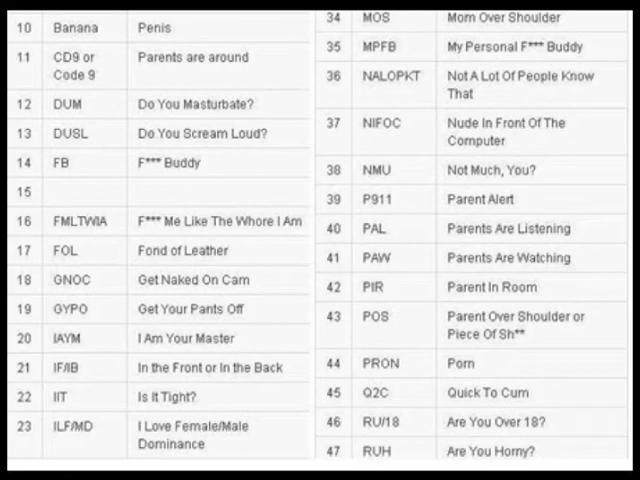 10 Banana Penis
11 CD9 or Parents are around
Code 9
12 DUM Do You Masturbate?
13 DUSL Do You Scream Loud?
14 FB F*** Buddy
15
16 FMLTWIA F*** Me Like The Whore I Am
17 FOL Fond of Leather
18 GNOC Get Naked On Cam
19 GYPO Get Your Pants Off
20 IAYM I Am Your Master
21 IF/IB In the Front or In the Back
22 IIT Is It Tight?
23 ILF/MD I Love Female/Male
Dominance
34 MOS Mom Over Shoulder
35 MPFB My Personal F*** Buddy
36 NALOPKT Not A Lot Of People Know
That
37 NIFOC Nude In Front Of The
Computer
38 NMU Not Much, You?
39 P911 Parent Alert
40 PAL Parents Are Listening
41 PAW Parents Are Watching
42 PIR Parent In Room
43 POS Parent Over Shoulder or
Piece Of Sh**
44 PRON Porn
45 Q2C Quick To Cum
46 RU/18 Are You Over 18?
47 RUH Are You Horny?